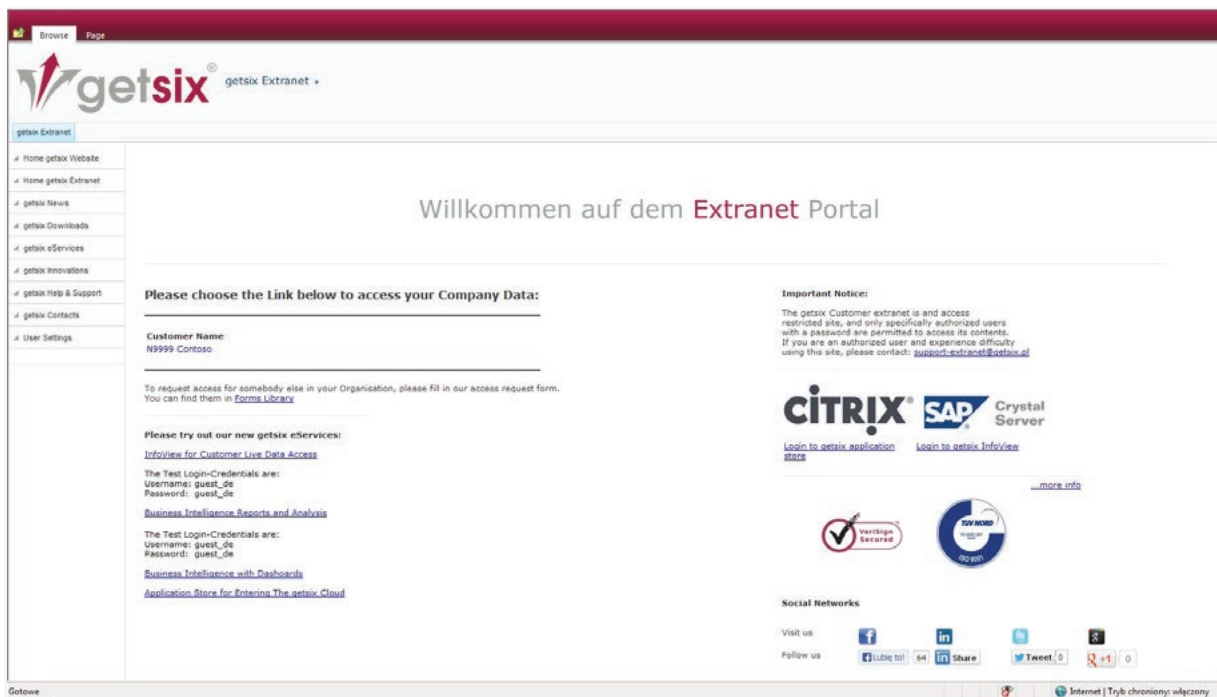 Browse Page
getsix® getsix Extranet
getsix Extranet
Home getsix Website
Home getsix Extranet
getsix News
getsix Downloads
getsix eServices
getsix Innovations
getsix Help & Support
getsix Contacts
User Settings
Willkommen auf dem Extranet Portal
Please choose the Link below to access your Company Data:
Customer Name
N9999 Contoso
To request access for somebody else in your Organisation, please fill in our access request form.
You can find them in Forms Library
Please try out our new getsix eServices:
InfoView for Customer Live Data Access
The Test Login-Credentials are:
Username: guest_de
Password: guest_de
Business Intelligence Reports and Analysis
The Test Login-Credentials are:
Username: guest_de
Password: guest_de
Business Intelligence with Dashoards
Application Store for Entering The getsix Cloud
Important Notice:
The getsix Customer extranet is and access
restricted site, and only specifically authorized users
with a password are permitted to access its contents.
If you are an authorized user and experience difficulty
using this site, please contact: support-extranet@getsix.pl
CITRIX®
Login to getsix application
store
SAP Crystal
Server
Login to getsix InfoView
...more info
VeriSign
Secured
TUV NORD
ISO 9001
Social Networks
Visit us
Follow us Lubię to! 64 Share Tweet 0 +1 0
Gotowe Internet | Tryb chroniony: włączony